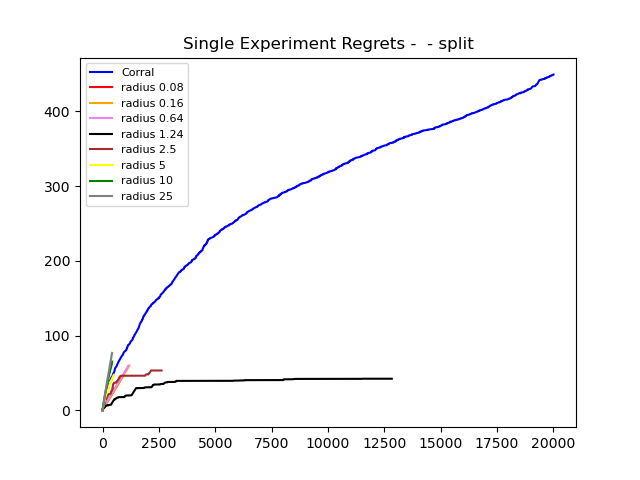 Single Experiment Regrets -  - split
Corral
radius 0.08
radius 0.16
radius 0.64
radius 1.24
radius 2.5
radius 5
radius 10
radius 25
400
300
200
100
0
0 2500 5000 7500 10000 12500 15000 17500 20000